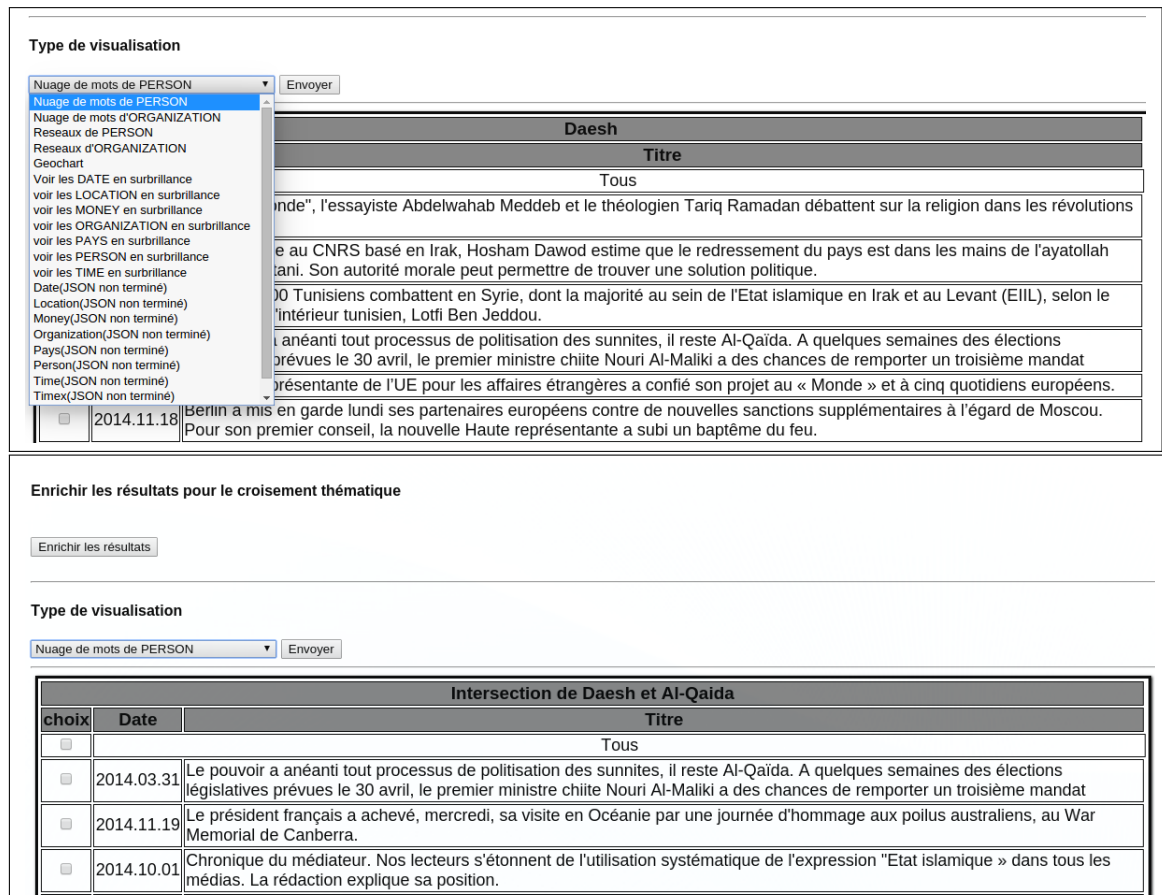 Type de visualisation
Nuage de mots de PERSON
Envoyer
Nuage de mots de PERSON
Nuage de mots d'ORGANIZATION
Reseaux de PERSON
Reseaux d'ORGANIZATION
Geochart
Voir les DATE en surbrillance
voir les LOCATION en surbrillance
voir les MONEY en surbrillance
voir les ORGANIZATION en surbrillance
voir les PAYS en surbrillance
voir les PERSON en surbrillance
voir les TIME en surbrillance
Date(JSON non terminé)
Location(JSON non terminé)
Money(JSON non terminé)
Organization(JSON non terminé)
Pays(JSON non terminé)
Person(JSON non terminé)
Time(JSON non terminé)
Timex(JSON non terminé)
Daesh
Titre
Tous
l'essayiste Abdelwahab Meddeb et le théologien Tariq Ramadan débattent sur la religion dans les révolutions
au CNRS basé en Irak, Hosham Dawod estime que le redressement du pays est dans les mains de l'ayatollah
Son autorité morale peut permettre de trouver une solution politique.
Tunisiens combattent en Syrie, dont la majorité au sein de l'Etat islamique en Irak et au Levant (EIIL), selon le
l'intérieur tunisien, Lotfi Ben Jeddou.
a anéanti tout processus de politisation des sunnites, il reste Al-Qaïda. A quelques semaines des élections
prévues le 30 avril, le premier ministre chiite Nouri Al-Maliki a des chances de remporter un troisième mandat
représentante de l'UE pour les affaires étrangères a confié son projet au « Monde » et à cinq quotidiens européens.
2014.11.18 Berlin a mis en garde lundi ses partenaires européens contre de nouvelles sanctions supplémentaires à l'égard de Moscou.
Pour son premier conseil, la nouvelle Haute représentante a subi un baptême du feu.
Enrichir les résultats pour le croisement thématique
Enrichir les résultats
Type de visualisation
Nuage de mots de PERSON
Envoyer
Intersection de Daesh et Al-Qaida
choix Date Titre
Tous
2014.03.31 Le pouvoir a anéanti tout processus de politisation des sunnites, il reste Al-Qaïda. A quelques semaines des élections
législatives prévues le 30 avril, le premier ministre chiite Nouri Al-Maliki a des chances de remporter un troisième mandat
2014.11.19 Le président français a achevé, mercredi, sa visite en Océanie par une journée d'hommage aux poilus australiens, au War
Memorial de Canberra.
2014.10.01 Chronique du médiateur. Nos lecteurs s'étonnent de l'utilisation systématique de l'expression "Etat islamique » dans tous les
médias. La rédaction explique sa position.